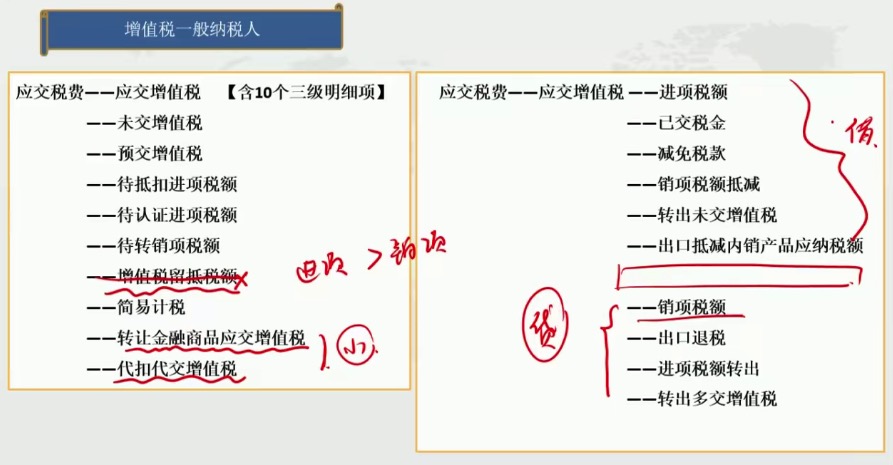 增值税一般纳税人
应交税费——应交增值税 【含10个三级明细项】
——未交增值税
——预交增值税
——待抵扣进项税额
——待认证进项税额
——待转销项税额
——增值税留抵税额
——简易计税
——转让金融商品应交增值税
——代扣代交增值税
进项 > 销项
小
应交税费——应交增值税 ——进项税额
——已交税金
——减免税款
——销项税额抵减
——转出未交增值税
——出口抵减内销产品应纳税额
借
——销项税额
——出口退税
——进项税额转出
——转出多交增值税
贷